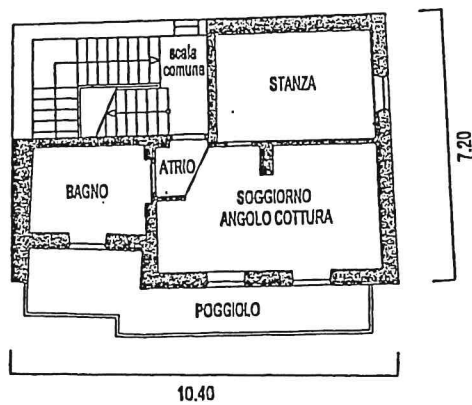 scala
comune
STANZA
ATRIO
BAGNO
SOGGIORNO
ANGOLO COTTURA
POGGIOLO
7.20
10.40